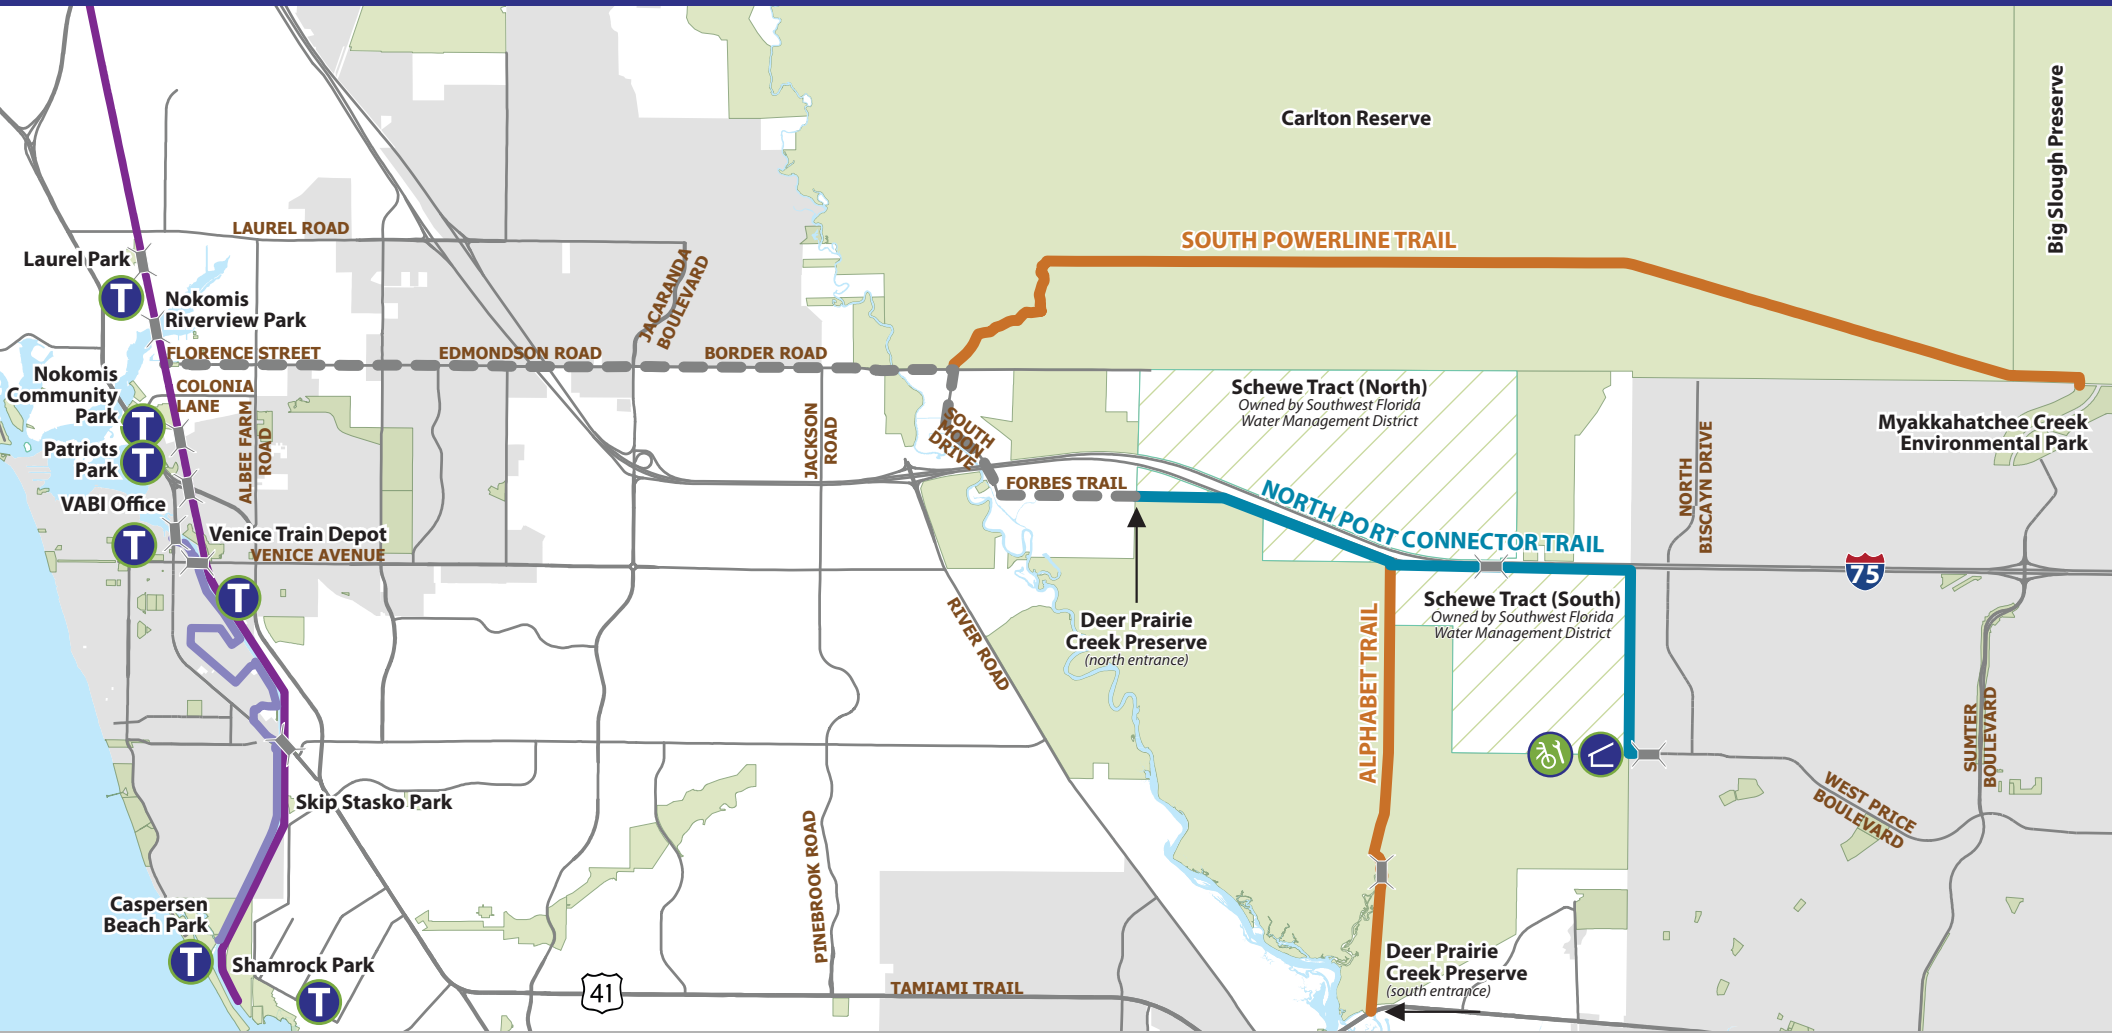 Carlton Reserve
Big Slough Preserve
LAUREL ROAD
SOUTH POWERLINE TRAIL
Laurel Park
T
JACARANDA
BOULEVARD
Nokomis
Riverview Park
FLORENCE STREET
EDMONDSON ROAD
BORDER ROAD
Nokomis
Community
Park
T
COLONIA
LANE
Schewe Tract (North)
Owned by Southwest Florida
Water Management District
ALBEE FARM
ROAD
JACKSON
ROAD
SOUTH
MOON
DRIVE
Myakkahatchee Creek
Environmental Park
Patriots
Park
T
NORTH
BISCAYN DRIVE
FORBES TRAIL
NORTH PORT CONNECTOR TRAIL
VABI Office
T
Venice Train Depot
VENICE AVENUE
T
75
Schewe Tract (South)
Owned by Southwest Florida
Water Management District
Deer Prairie
Creek Preserve
(north entrance)
RIVER ROAD
ALPHABET TRAIL
SUMTER
BOULEVARD
WEST PRICE
BOULEVARD
Skip Stasko Park
PINEBROOK ROAD
Caspersen
Beach Park
T
Shamrock Park
T
41
TAMIAMI TRAIL
Deer Prairie
Creek Preserve
(south entrance)